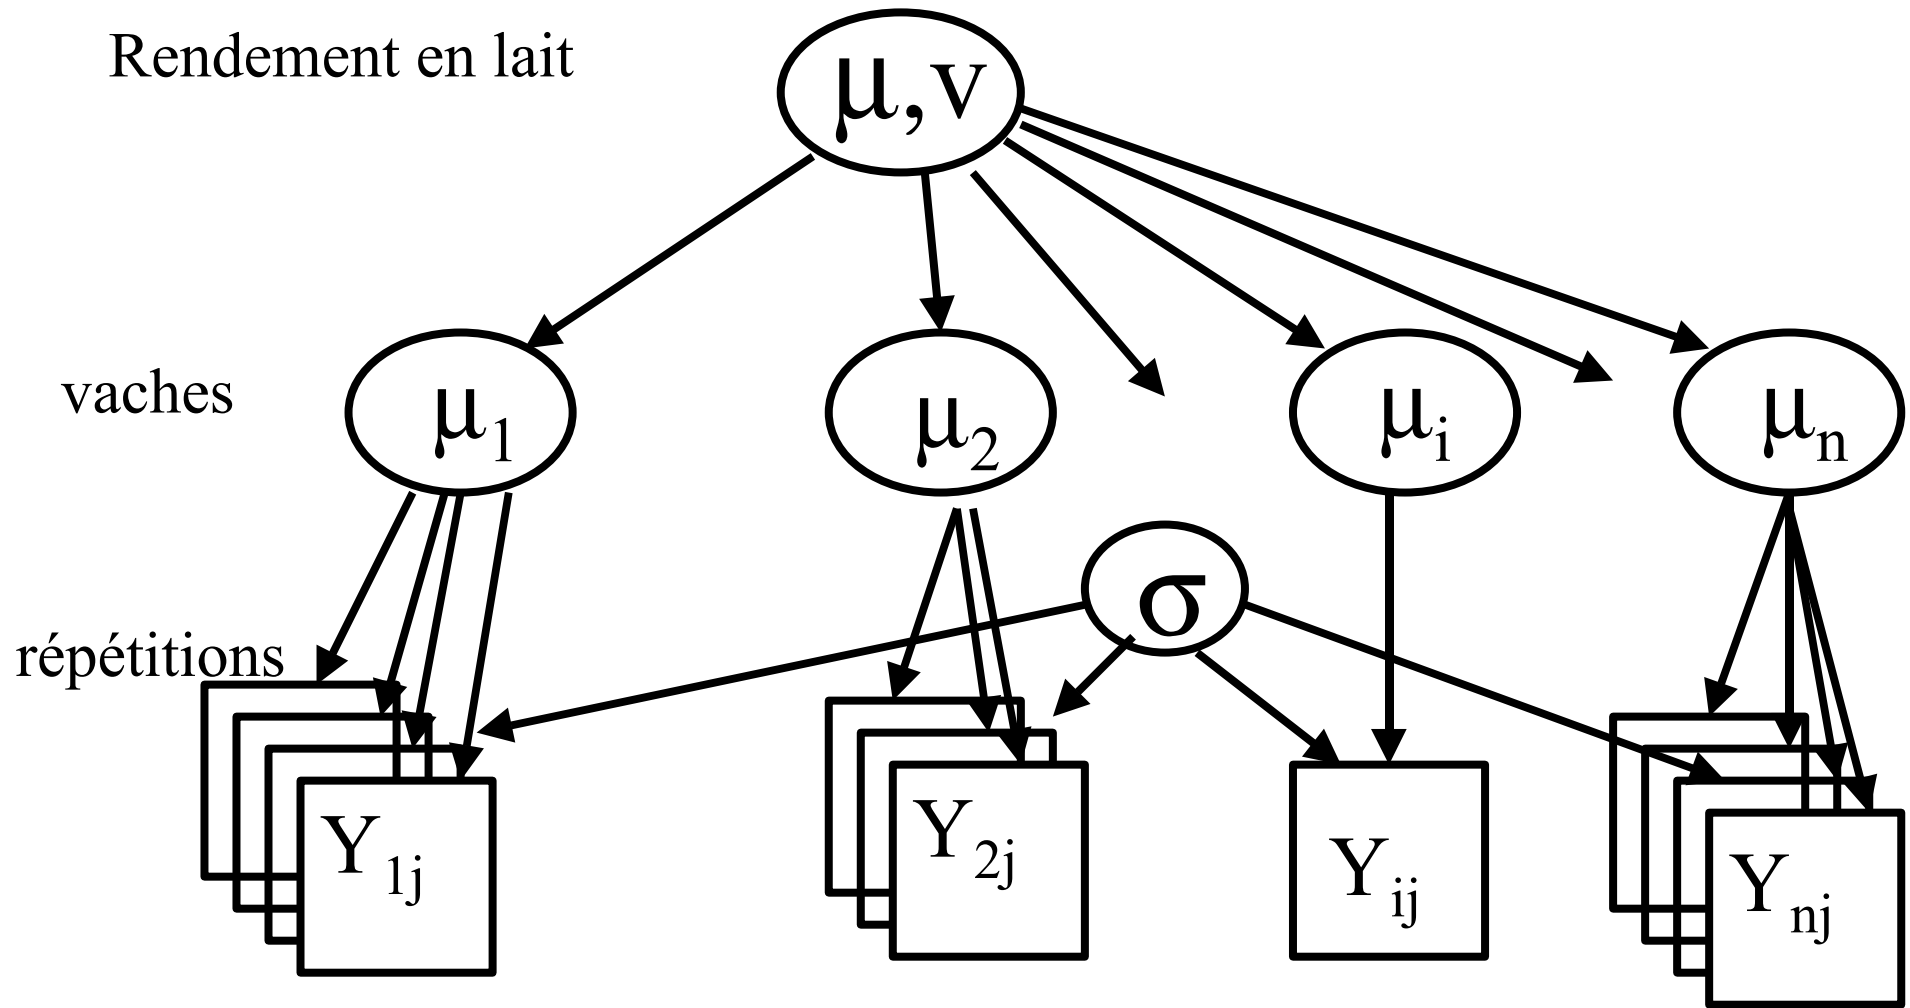 Rendement en lait
μ,v
vaches
μ1
μ2
μi
μn
σ
répétitions
Y1j
Y2j
Yij
Ynj